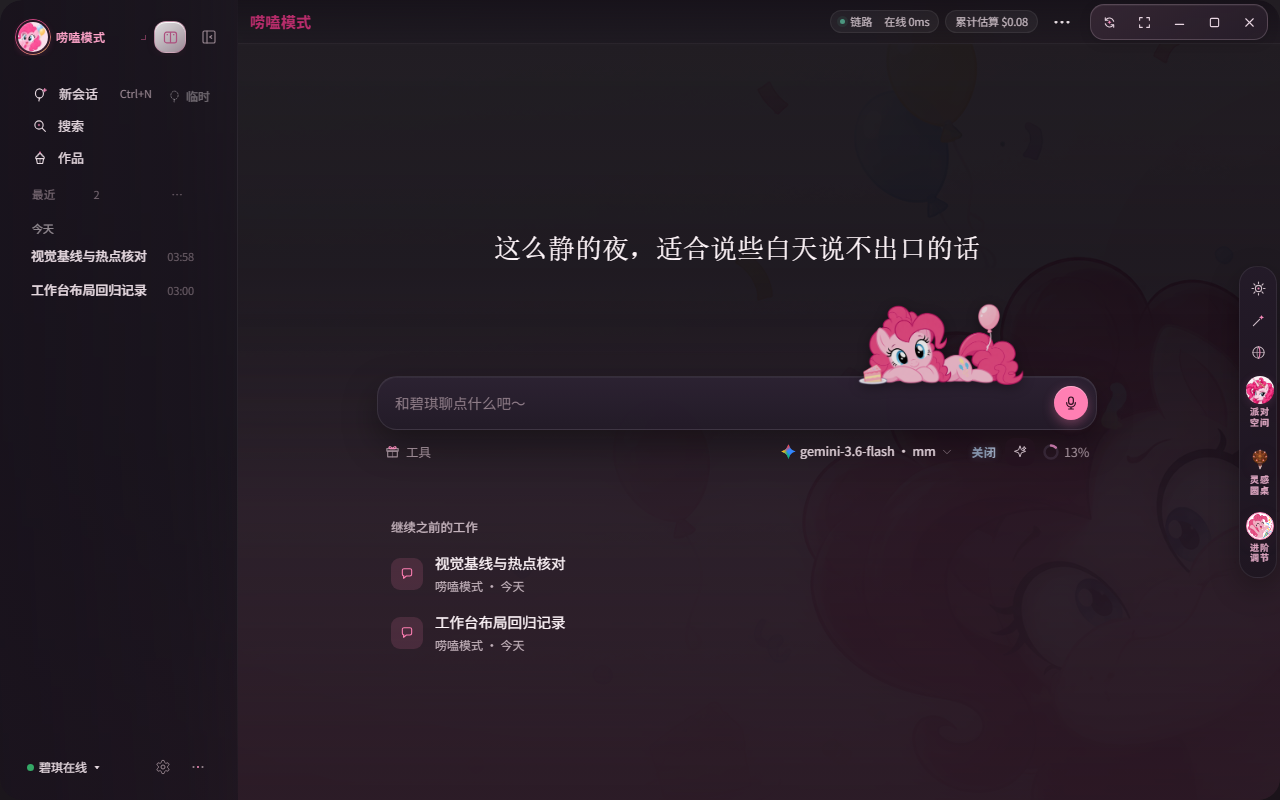 唠嗑模式
新会话 Ctrl+N 临时
搜索
作品
最近 2 ···
今天
视觉基线与热点核对 03:58
工作台布局回归记录 03:00
碧琪在线
唠嗑模式
链路 在线 0ms
累计估算 $0.08
这么静的夜，适合说些白天说不出口的话
和碧琪聊点什么吧～
工具
gemini-3.6-flash • mm
关闭
13%
继续之前的工作
视觉基线与热点核对
唠嗑模式 • 今天
工作台布局回归记录
唠嗑模式 • 今天
派对
空间
灵感
圆桌
进阶
调节